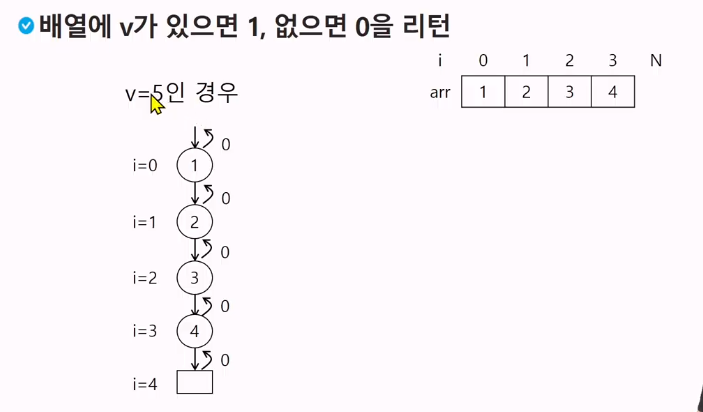 배열에 v가 있으면 1, 없으면 0을 리턴
i 0 1 2 3 N
arr 1 2 3 4
v=5인 경우
0
i=0 1
0
i=1 2
0
i=2 3
0
i=3 4
0
i=4